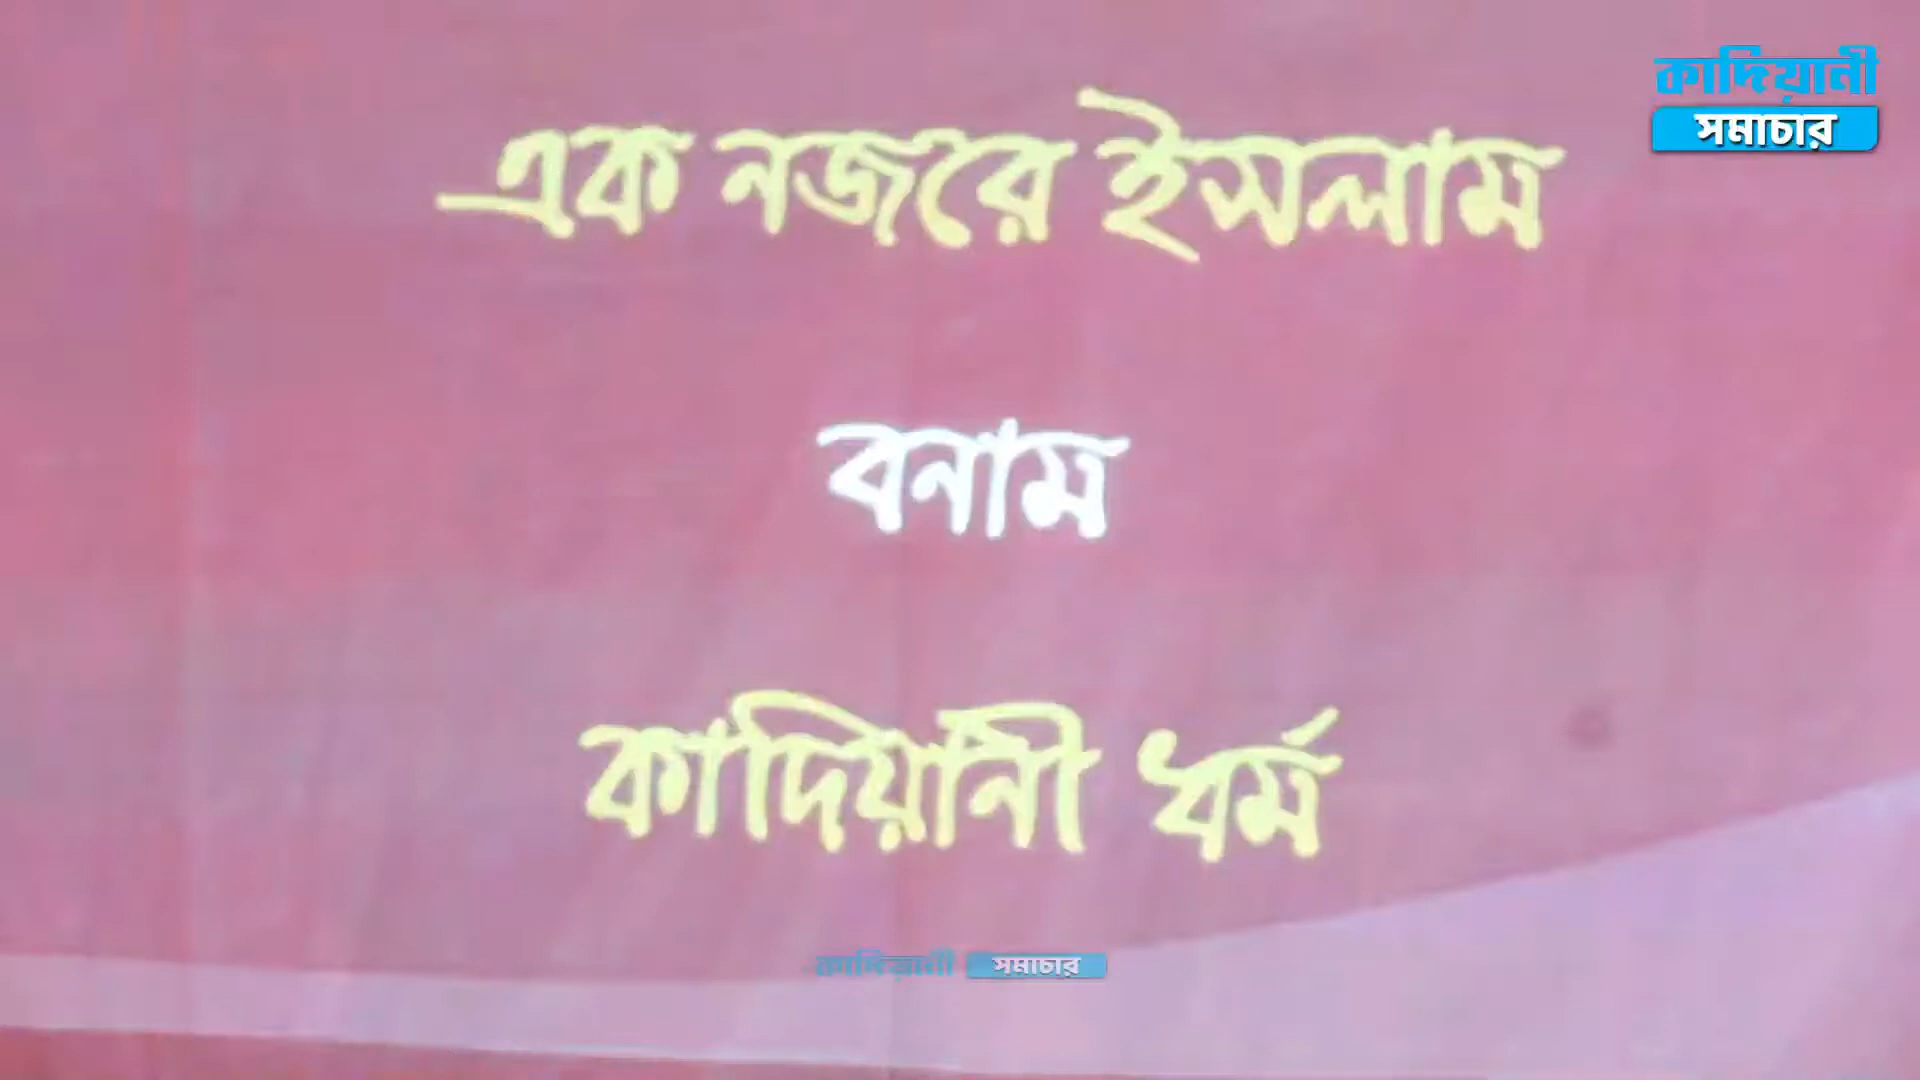 কাদিয়ানী
সমাচার
এক নজরে ইসলাম
বনাম
কাদিয়ানী ধর্ম
কাদিয়ানী সমাচার